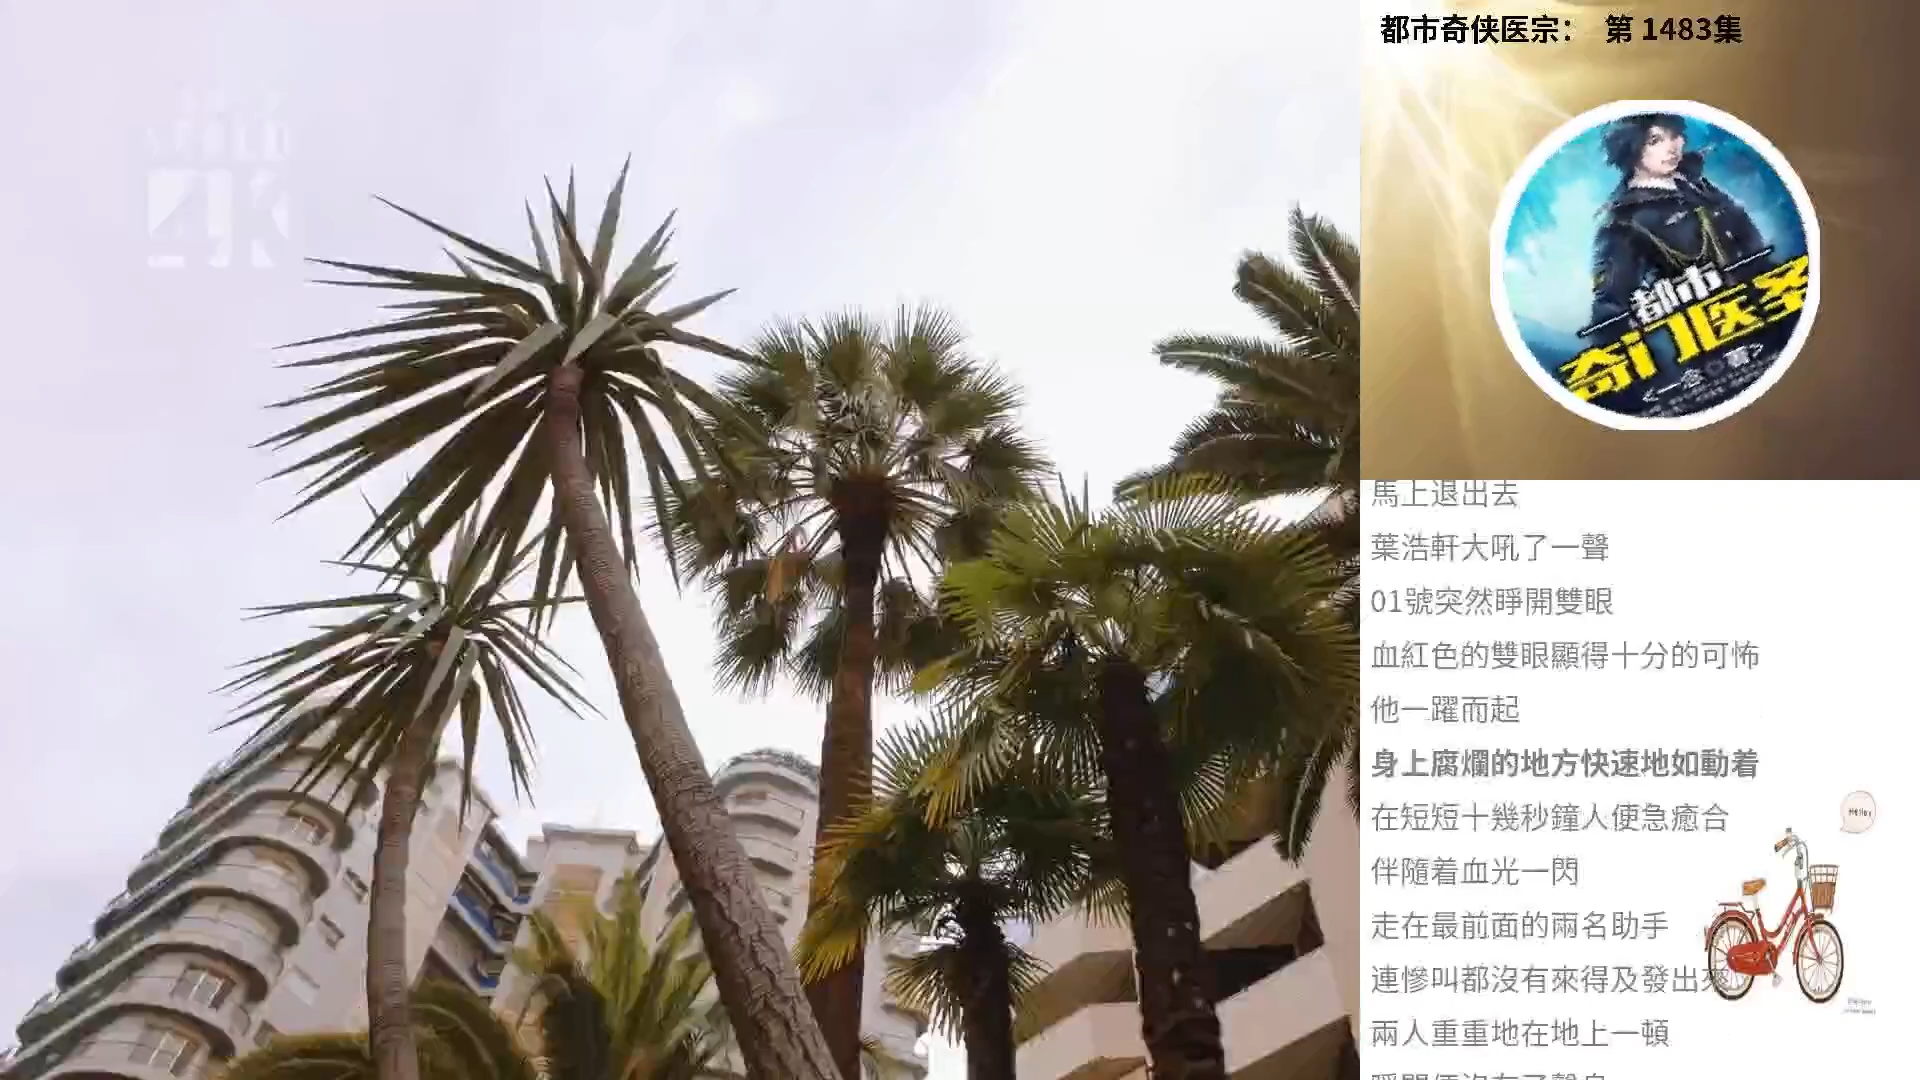 都市奇侠医宗： 第 1483集
4K
都市
奇门医圣
馬上退出去
葉浩軒大吼了一聲
01號突然睜開雙眼
血紅色的雙眼顯得十分的可怖
他一躍而起
身上腐爛的地方快速地如動着
在短短十幾秒鐘人便急癒合
伴隨着血光一閃
走在最前面的兩名助手
連慘叫都沒有來得及發出來
兩人重重地在地上一頓
Hello!